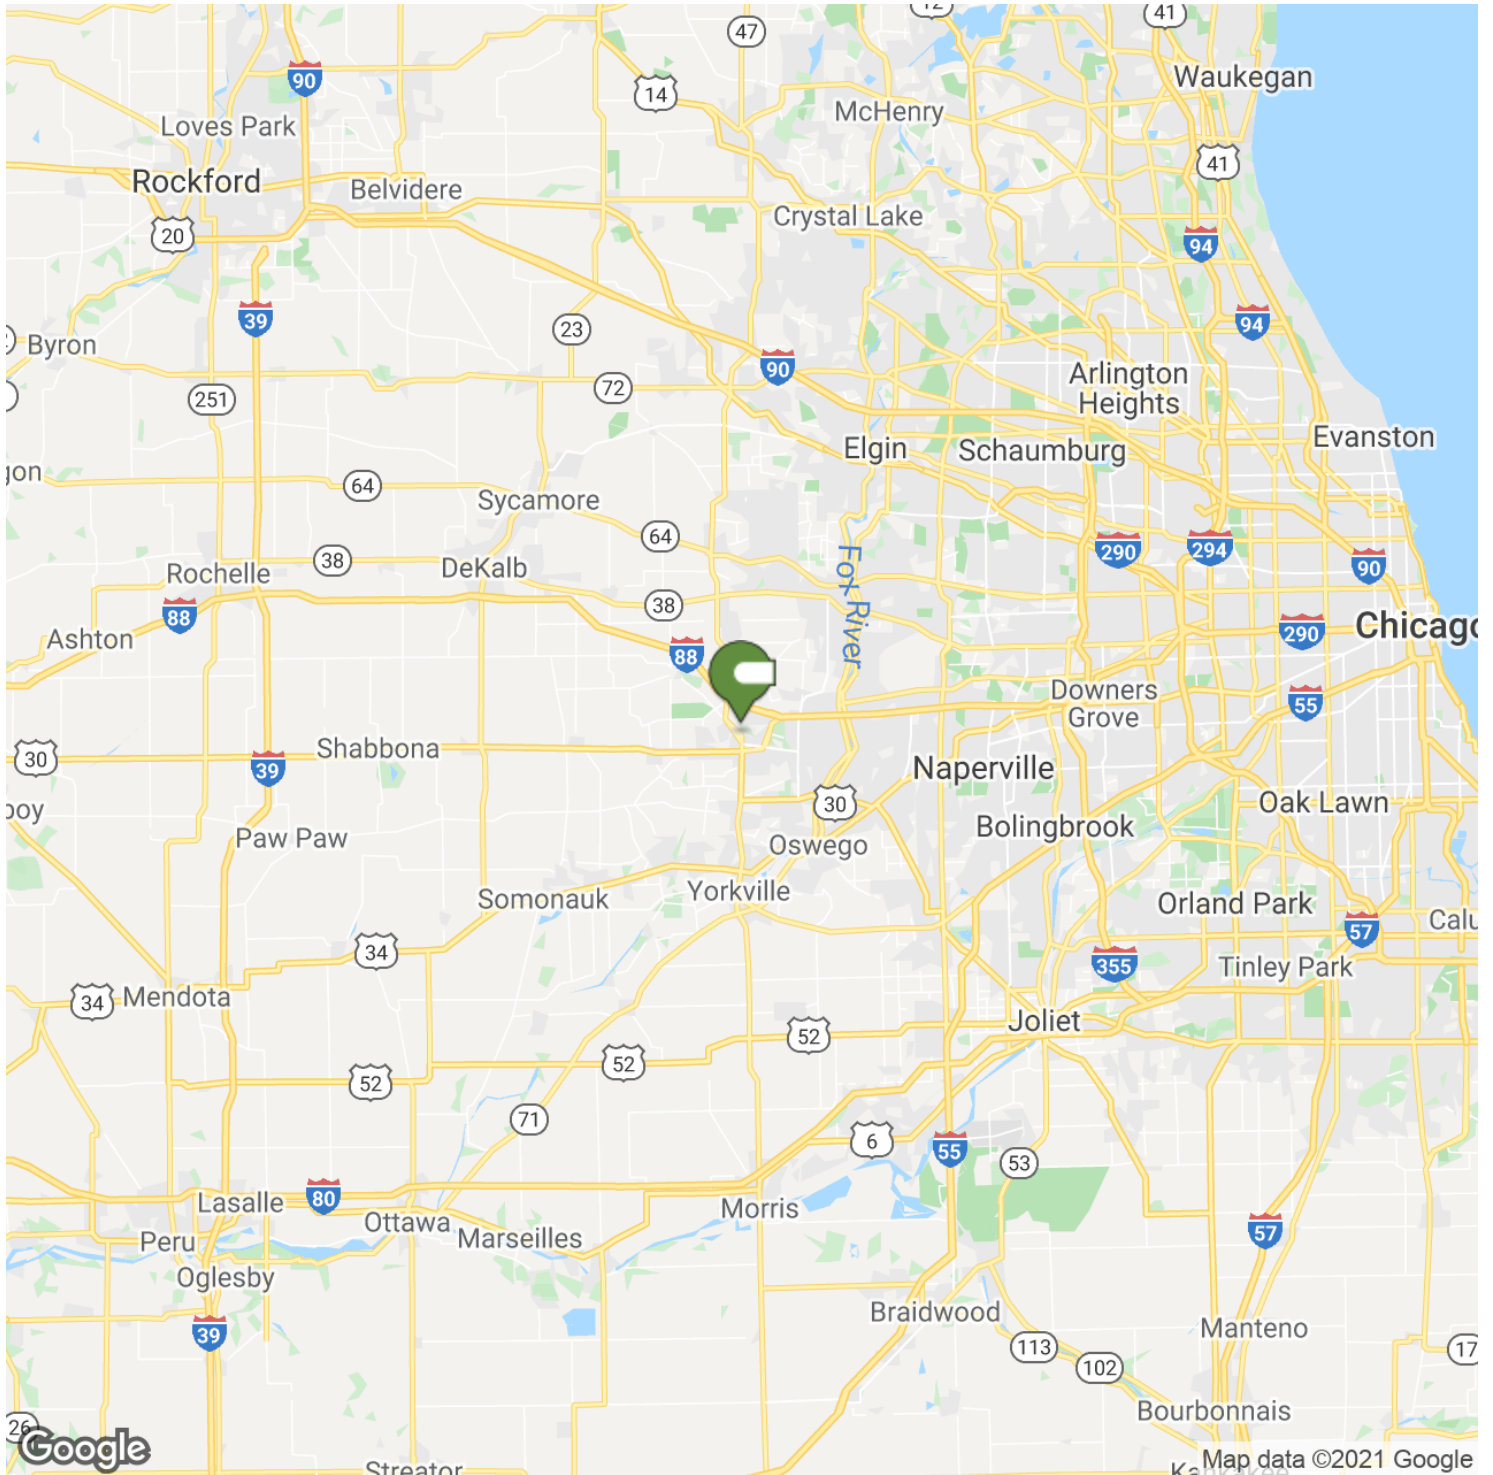 12
41
47
Waukegan
90
14
McHenry
Loves Park
41
Rockford
Belvidere
Crystal Lake
20
94
39
94
23
Byron
90
Arlington
Heights
72
251
Evanston
Elgin
Schaumburg
gon
64
Sycamore
64
290
294
38
90
DeKalb
Rochelle
Fox River
38
88
Chicago
290
Ashton
88
Downers
Grove
55
Shabbona
30
39
Naperville
30
Oak Lawn
boy
Bolingbrook
Paw Paw
Oswego
Yorkville
Somonauk
Orland Park
Calu
57
34
355
Tinley Park
Mendota
34
Joliet
52
52
52
71
6
55
53
80
Lasalle
Morris
Ottawa
57
Marseilles
Peru
Oglesby
Braidwood
39
Manteno
113
17
102
Bourbonnais
26
Google
Map data ©2021 Google
Streator